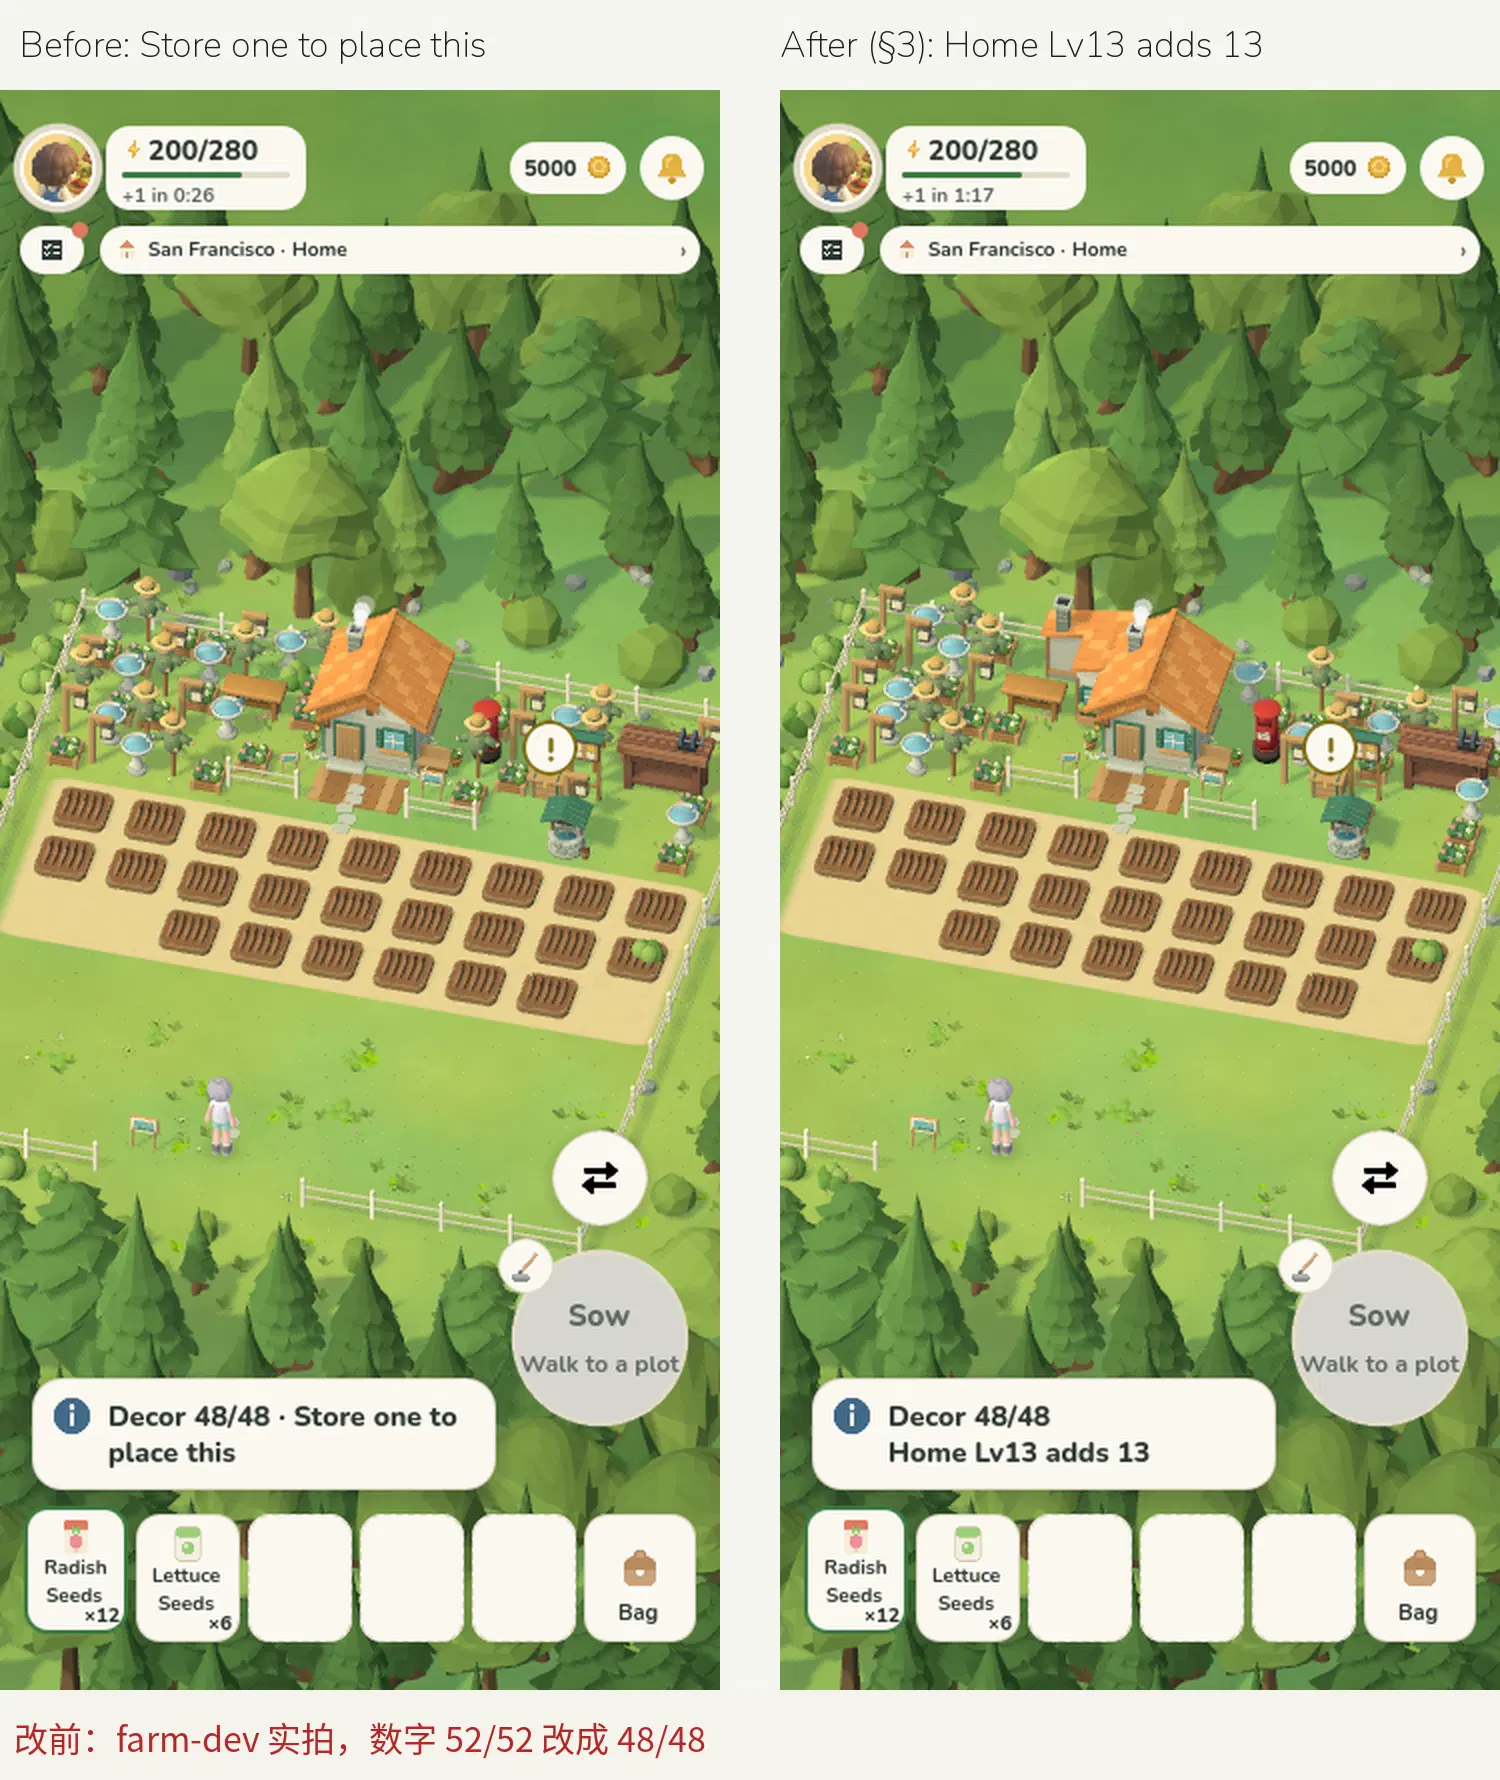 Before: Store one to place this
200/280
+1 in 0:26
5000
San Francisco · Home
Sow
Walk to a plot
Decor 48/48 · Store one to
place this
Radish
Seeds
×12
Lettuce
Seeds
×6
Bag
After (§3): Home Lv13 adds 13
200/280
+1 in 1:17
5000
San Francisco · Home
Sow
Walk to a plot
Decor 48/48
Home Lv13 adds 13
Radish
Seeds
×12
Lettuce
Seeds
×6
Bag
改前：farm-dev 实拍，数字 52/52 改成 48/48